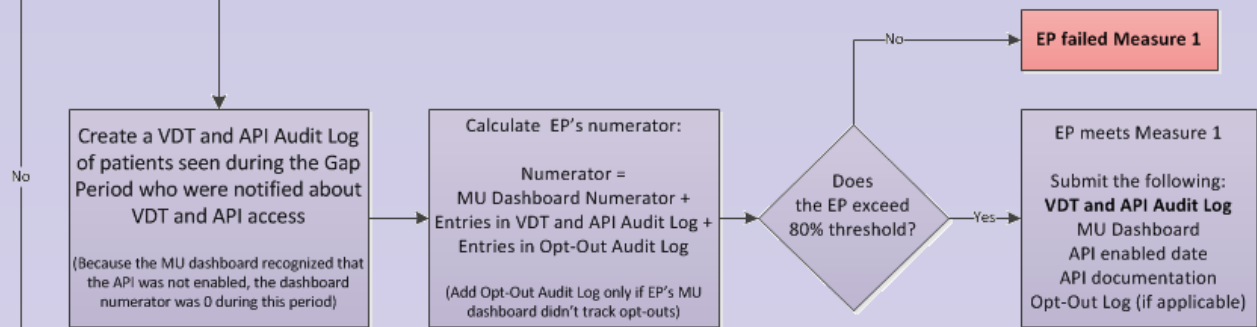 No
EP failed Measure 1
No
Create a VDT and API Audit Log
of patients seen during the Gap
Period who were notified about
VDT and API access
(Because the MU dashboard recognized that
the API was not enabled, the dashboard
numerator was 0 during this period)
Calculate EP's numerator:
Numerator =
MU Dashboard Numerator +
Entries in VDT and API Audit Log +
Entries in Opt-Out Audit Log
(Add Opt-Out Audit Log only if EP's MU
dashboard didn't track opt-outs)
Does
the EP exceed
80% threshold?
Yes
EP meets Measure 1
Submit the following:
VDT and API Audit Log
MU Dashboard
API enabled date
API documentation
Opt-Out Log (if applicable)